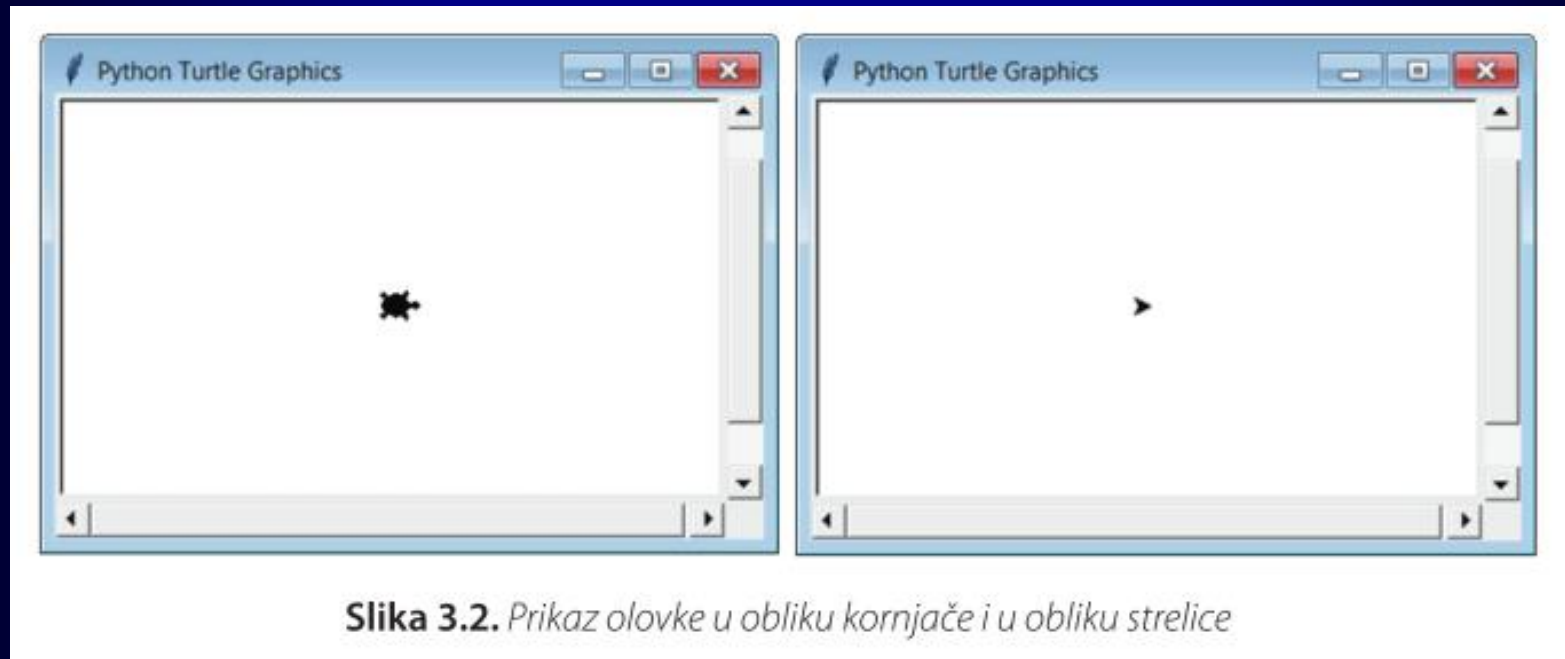 Python Turtle Graphics
Python Turtle Graphics
Slika 3.2. Prikaz olovke u obliku kornjače i u obliku strelice